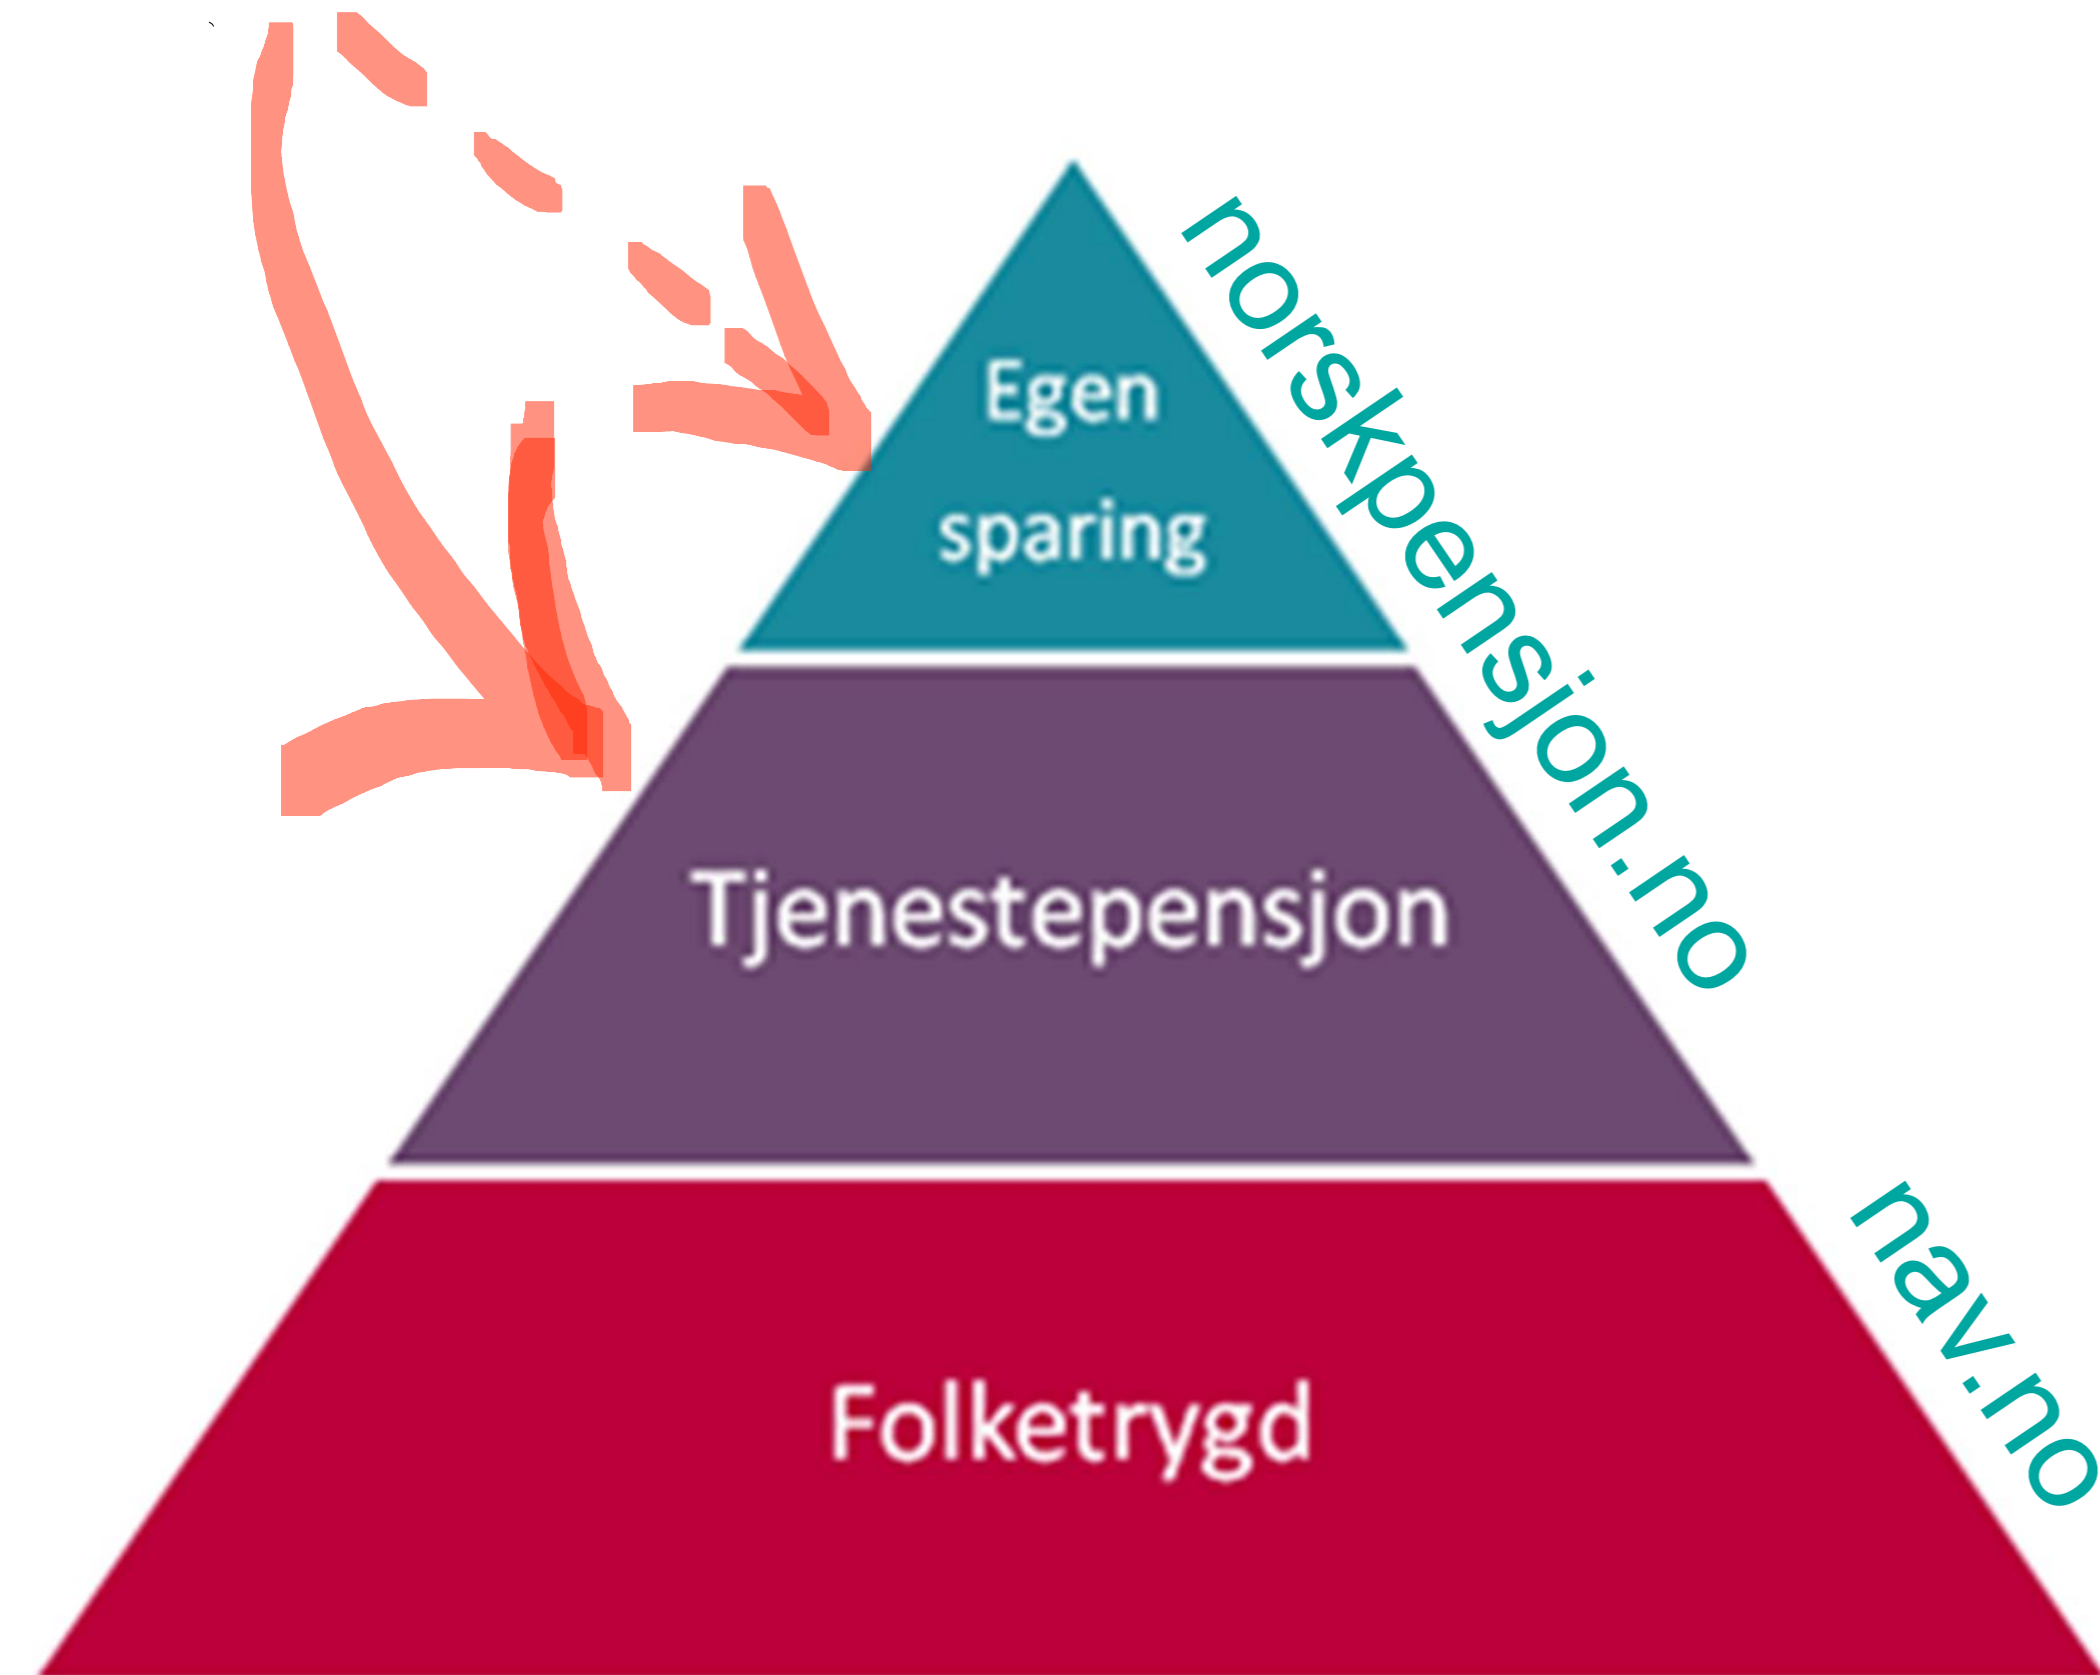 Egen
sparing
norskpensjon.no
Tjenestepensjon
nav.no
Folketrygd